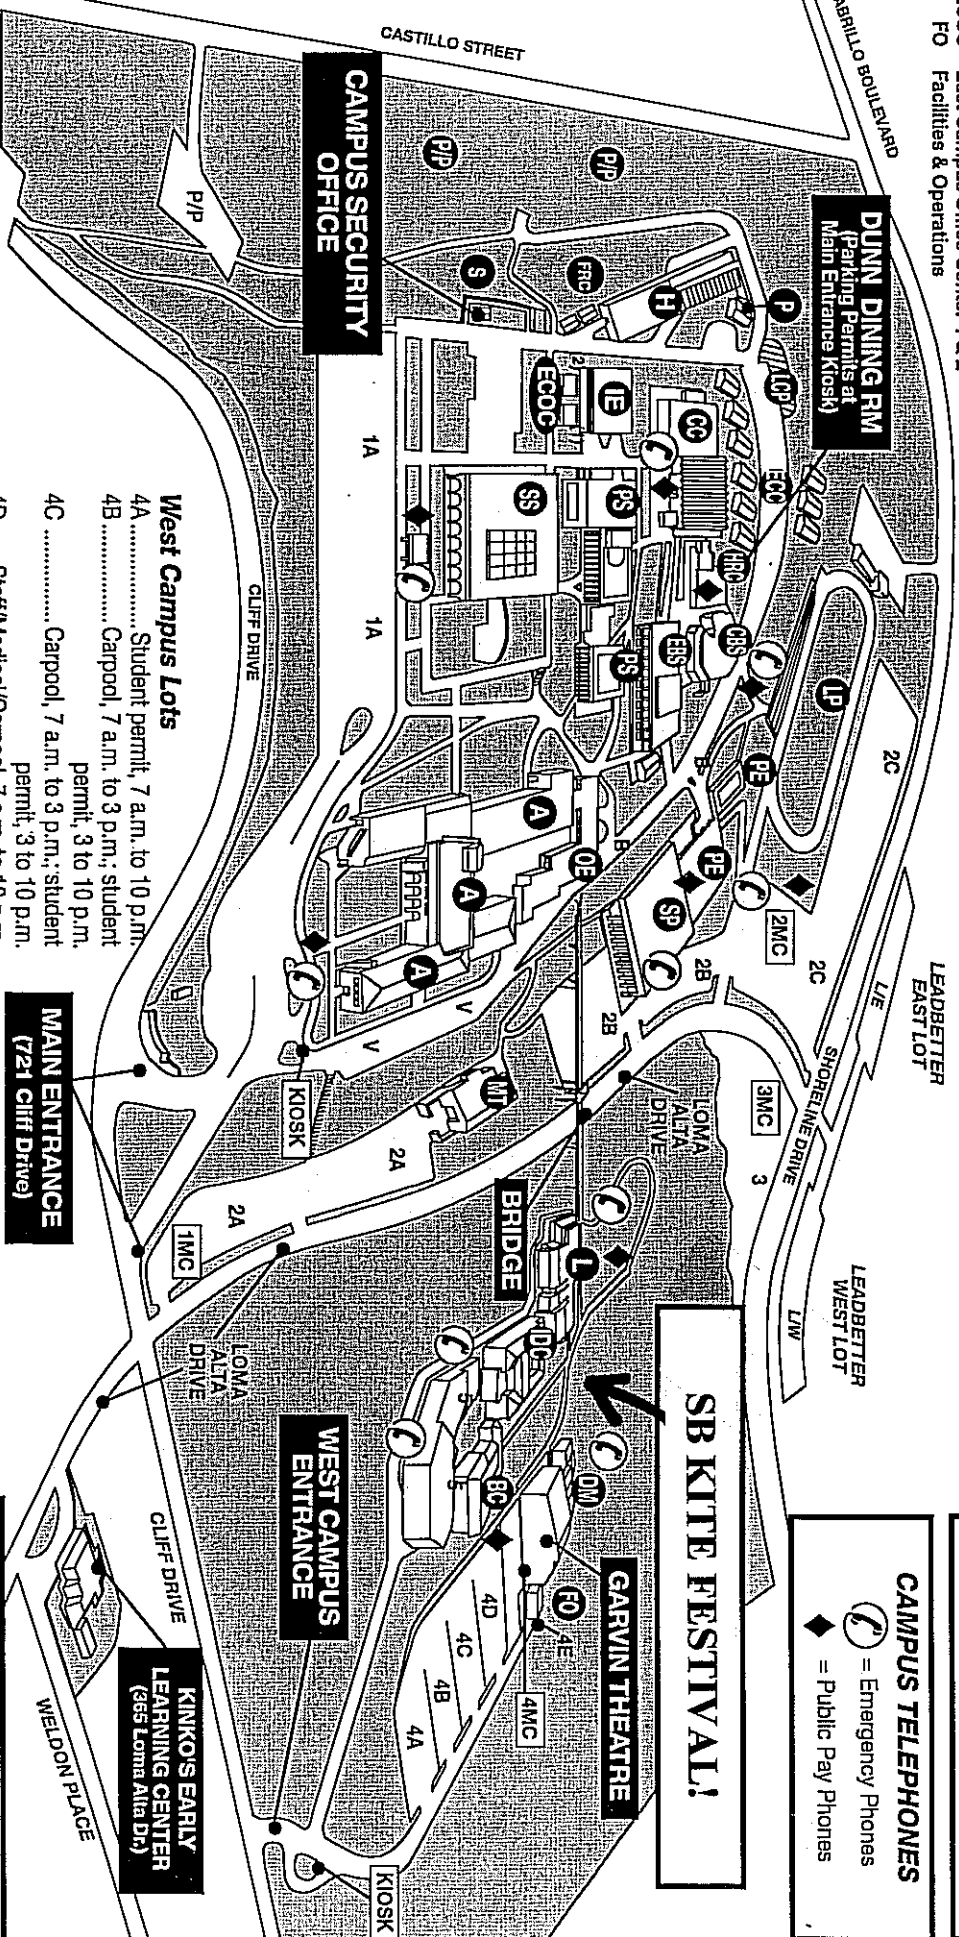 FO Facilities & Operations
CABRILLO BOULEVARD
CASTILLO STREET
DUNN DINING RM
(Parking Permits at
Main Entrance Kiosk)
CAMPUS SECURITY
OFFICE
P/P
P/P
P/P
S
FRC
H
P
LCP
ECC
2
ECOC
IE
17
CC
SS
PS
CRC
EBS
CBS
PS
LP
PE
PE
SP
OE
A
A
A
B
B
1A
1A
2C
2C
2MC
2B
2B
L/E
LEADBETTER
EAST LOT
SHORELINE DRIVE
3MC
3
L/W
LEADBETTER
WEST LOT
LOMA
ALTA
DRIVE
V
V
KIOSK
MT
2A
2A
1MC
BRIDGE
L
DC
5
5
BC
DM
FO
4E
4D
4C
4B
4A
4MC
SB KITE FESTIVAL!
GARVIN THEATRE
CAMPUS TELEPHONES
= Emergency Phones
= Public Pay Phones
CLIFF DRIVE
MAIN ENTRANCE
(721 Cliff Drive)
LOMA
ALTA
DRIVE
WEST CAMPUS
ENTRANCE
CLIFF DRIVE
KINKO'S EARLY
LEARNING CENTER
(365 Loma Alta Dr.)
WELDON PLACE
KIOSK
West Campus Lots
4A .............. Student permit, 7 a.m. to 10 p.m.
4B .............. Carpool, 7 a.m. to 3 p.m.; student
permit, 3 to 10 p.m.
4C .............. Carpool, 7 a.m. to 3 p.m.; student
permit, 3 to 10 p.m.